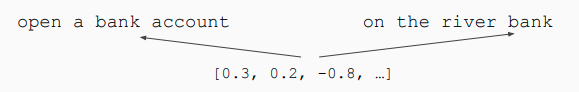 open a bank account
on the river bank
[0.3, 0.2, -0.8, …]